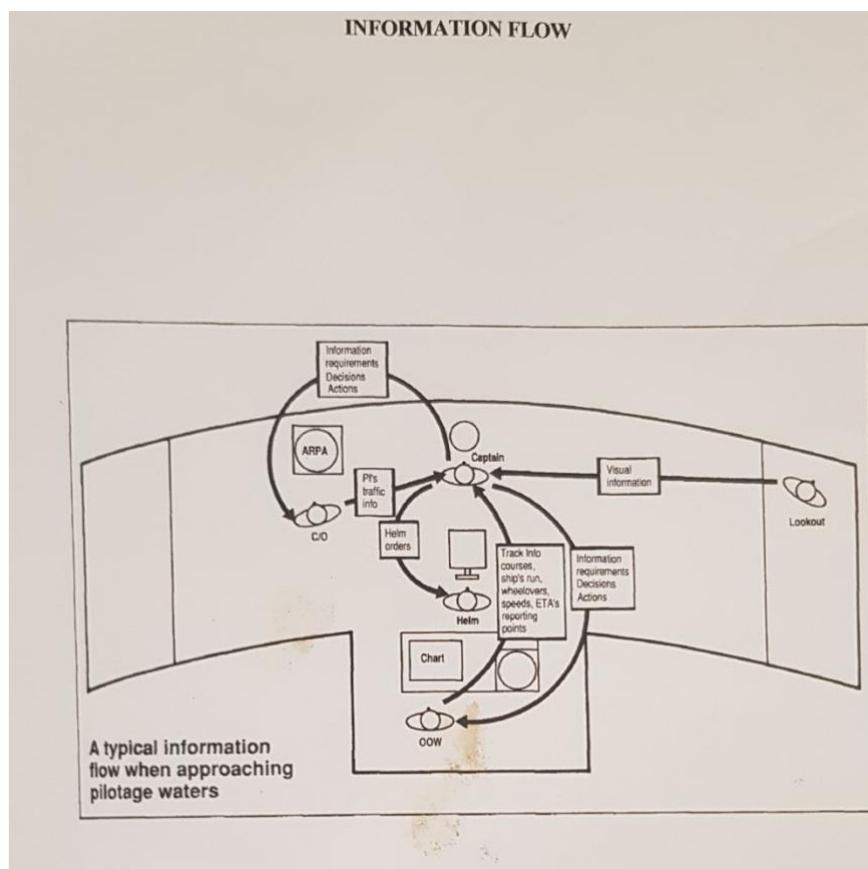 INFORMATION FLOW
Information
requirements
Decisions
Actions
ARPA
Captain
PI's
traffic
info
Visual
information
Lookout
C/O
Helm
orders
Track Info
courses,
ship's run,
wheelovers,
speeds, ETA's
reporting
points
Information
requirements
Decisions
Actions
Helm
Chart
OOW
A typical information
flow when approaching
pilotage waters